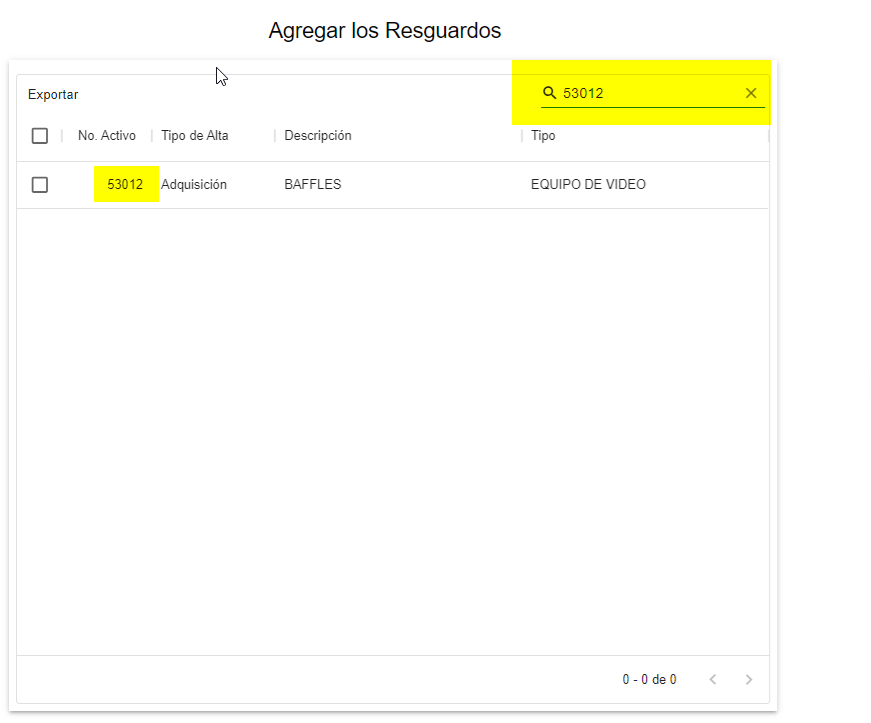 Agregar los Resguardos
Exportar
53012
No. Activo
Tipo de Alta
Descripción
Tipo
53012
Adquisición
BAFFLES
EQUIPO DE VIDEO
0 - 0 de 0